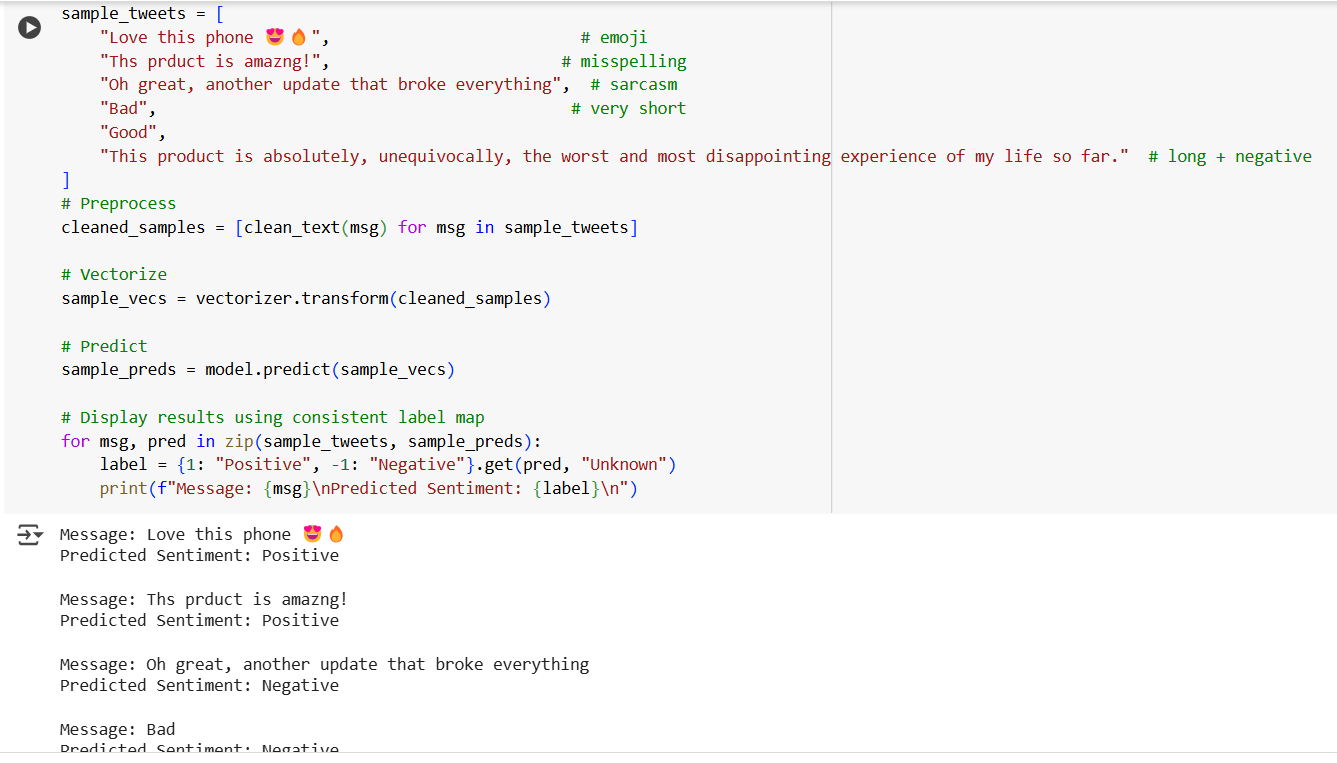 sample_tweets = [
    "Love this phone 😍🔥",                          # emoji
    "Ths prduct is amazng!",                         # misspelling
    "Oh great, another update that broke everything",  # sarcasm
    "Bad",                                           # very short
    "Good",
    "This product is absolutely, unequivocally, the worst and most disappointing experience of my life so far."  # long + negative
]
# Preprocess
cleaned_samples = [clean_text(msg) for msg in sample_tweets]

# Vectorize
sample_vecs = vectorizer.transform(cleaned_samples)

# Predict
sample_preds = model.predict(sample_vecs)

# Display results using consistent label map
for msg, pred in zip(sample_tweets, sample_preds):
    label = {1: "Positive", -1: "Negative"}.get(pred, "Unknown")
    print(f"Message: {msg}\nPredicted Sentiment: {label}\n")

Message: Love this phone 😍🔥
Predicted Sentiment: Positive

Message: Ths prduct is amazng!
Predicted Sentiment: Positive

Message: Oh great, another update that broke everything
Predicted Sentiment: Negative

Message: Bad
Predicted Sentiment: Negative